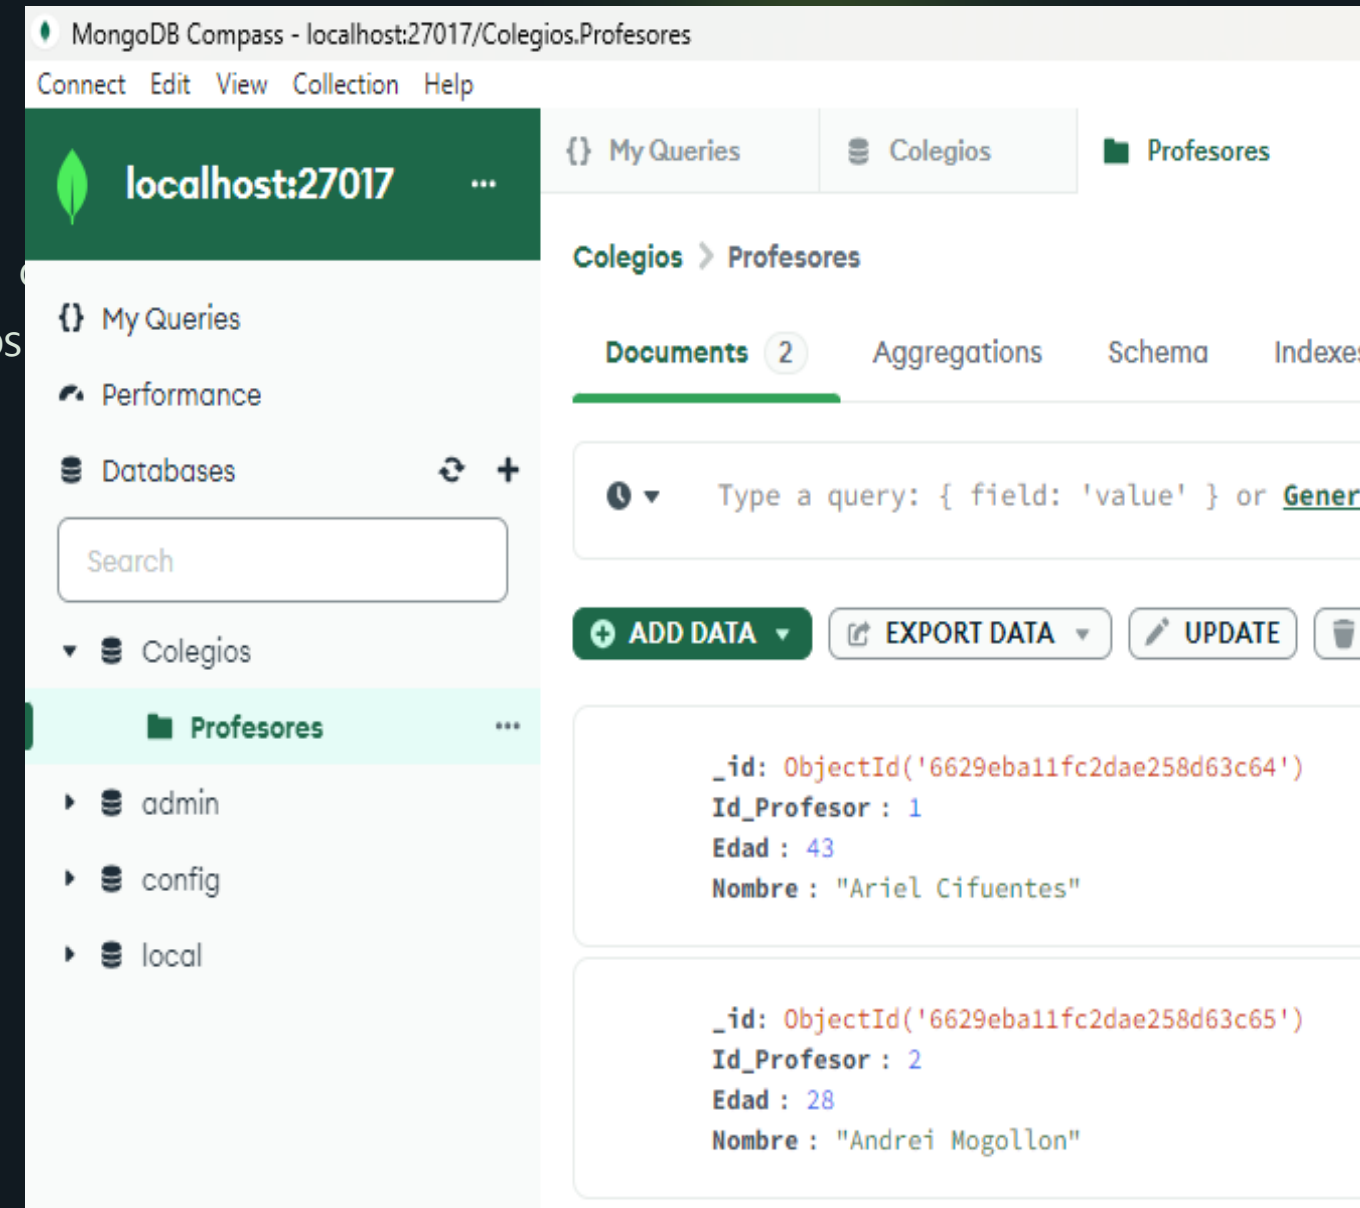 MongoDB Compass - localhost:27017/Colegios.Profesores
Connect Edit View Collection Help
localhost:27017 ...
{} My Queries
Performance
Databases
Search
Colegios
Profesores ...
admin
config
local
{} My Queries Colegios Profesores
Colegios > Profesores
Documents 2 Aggregations Schema Indexes
Type a query: { field: 'value' } or Gener
ADD DATA EXPORT DATA UPDATE
_id: ObjectId('6629eba11fc2dae258d63c64')
Id_Profesor : 1
Edad : 43
Nombre : "Ariel Cifuentes"
_id: ObjectId('6629eba11fc2dae258d63c65')
Id_Profesor : 2
Edad : 28
Nombre : "Andrei Mogollon"